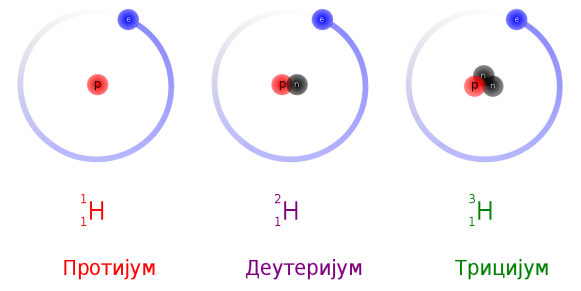 e e e
p p n n p n
1 1 H 2 1 H 3 1 H
Протијум Деутеријум Трицијум